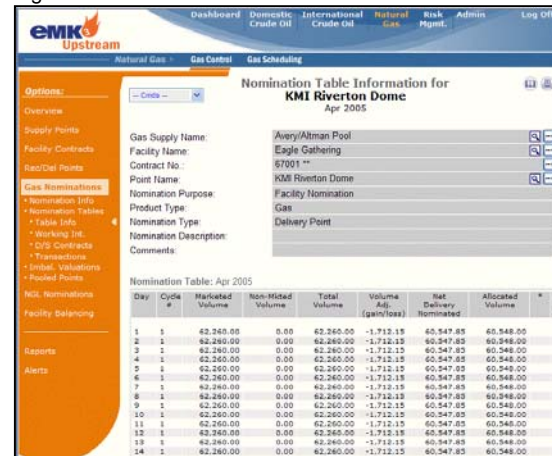 Dashboard Domestic Crude Oil International Crude Oil Natural Gas Risk Mgmt. Admin Log Off
eMK
Upstream
Natural Gas > Gas Control Gas Scheduling
Options:
Overview
Supply Points
Facility Contracts
Rec/Del Points
Gas Nominations
• Nomination Info
• Nomination Tables
• Table Info
• Working Int.
• D/S Contracts
• Transactions
• Imbal. Valuations
• Pooled Points
NGL Nominations
Facility Balancing
Reports
Alerts
-- Cmds --
Nomination Table Information for
KMI Riverton Dome
Apr 2005
Gas Supply Name: Avery/Altman Pool
Facility Name: Eagle Gathering
Contract No.: 67001 **
Point Name: KMI Riverton Dome
Nomination Purpose: Facility Nomination
Product Type: Gas
Nomination Type: Delivery Point
Nomination Description:
Comments:
Nomination Table: Apr 2005
Day Cycle # Marketed Volume Non-Mkted Volume Total Volume Volume Adj. (gain/loss) Net Delivery Nominated Allocated Volume *
1 1 62,260.00 0.00 62,260.00 -1,712.15 60,547.85 60,548.00
2 1 62,260.00 0.00 62,260.00 -1,712.15 60,547.85 60,548.00
3 1 62,260.00 0.00 62,260.00 -1,712.15 60,547.85 60,548.00
4 1 62,260.00 0.00 62,260.00 -1,712.15 60,547.85 60,548.00
5 1 62,260.00 0.00 62,260.00 -1,712.15 60,547.85 60,548.00
6 1 62,260.00 0.00 62,260.00 -1,712.15 60,547.85 60,548.00
7 1 62,260.00 0.00 62,260.00 -1,712.15 60,547.85 60,548.00
8 1 62,260.00 0.00 62,260.00 -1,712.15 60,547.85 60,548.00
9 1 62,260.00 0.00 62,260.00 -1,712.15 60,547.85 60,548.00
10 1 62,260.00 0.00 62,260.00 -1,712.15 60,547.85 60,548.00
11 1 62,260.00 0.00 62,260.00 -1,712.15 60,547.85 60,548.00
12 1 62,260.00 0.00 62,260.00 -1,712.15 60,547.85 60,548.00
13 1 62,260.00 0.00 62,260.00 -1,712.15 60,547.85 60,548.00
14 1 62,260.00 0.00 62,260.00 -1,712.15 60,547.85 60,548.00